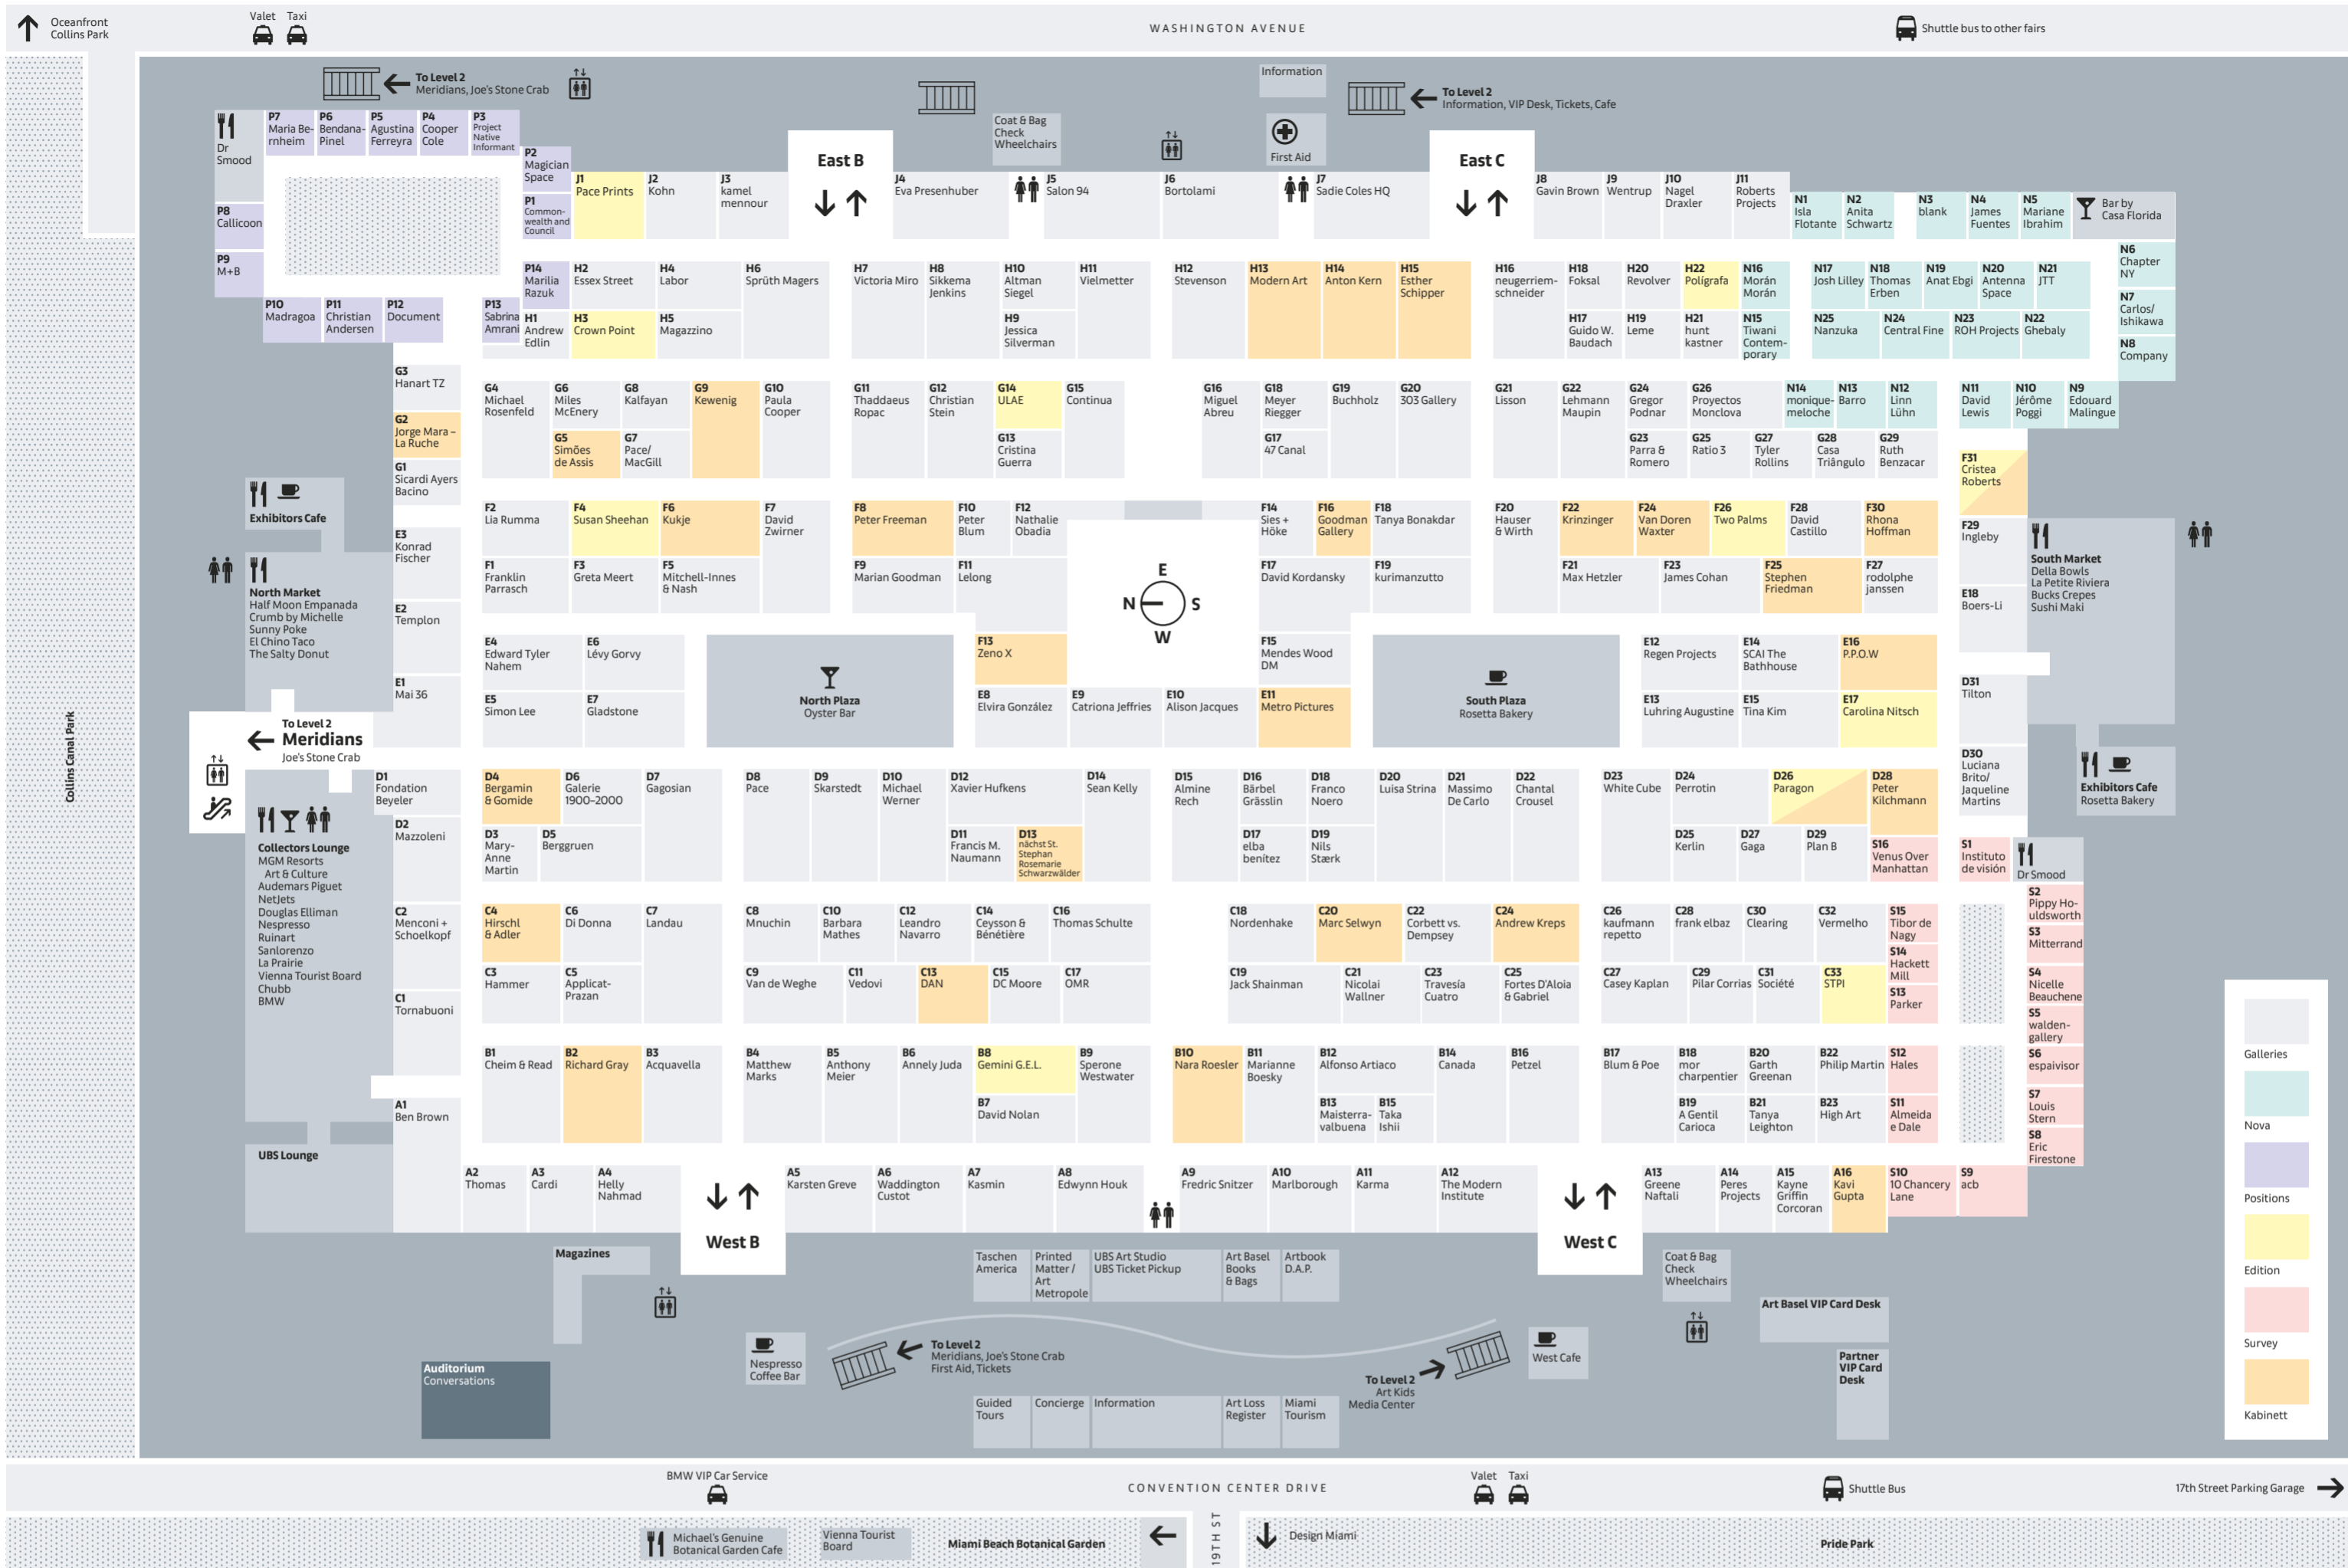 Oceanfront
Collins Park
Valet
Taxi
WASHINGTON AVENUE
Shuttle bus to other fairs
To Level 2
Meridians, Joe's Stone Crab
Information
To Level 2
Information, VIP Desk, Tickets, Cafe
Coat & Bag
Check
Wheelchairs
First Aid
East B
East C
Dr
Smood
P7
Maria Be-
rnheim
P6
Bendana-
Pinel
P5
Agustina
Ferreyra
P4
Cooper
Cole
P3
Project
Native
Informant
P2
Magician
Space
P1
Common-
wealth and
Council
P8
Callicoon
P9
M+B
P10
Madragoa
P11
Christian
Andersen
P12
Document
P13
Sabrina
Amrani
P14
Marilia
Razuk
J1
Pace Prints
J2
Kohn
J3
kamel
mennour
J4
Eva Presenhuber
J5
Salon 94
J6
Bortolami
J7
Sadie Coles HQ
J8
Gavin Brown
J9
Wentrup
J10
Nagel
Draxler
J11
Roberts
Projects
N1
Isla
Flotante
N2
Anita
Schwartz
N3
blank
N4
James
Fuentes
N5
Mariane
Ibrahim
Bar by
Casa Florida
N6
Chapter
NY
N7
Carlos/
Ishikawa
N8
Company
H2
Essex Street
H4
Labor
H6
Sprüth Magers
H1
Andrew
Edlin
H3
Crown Point
H5
Magazzino
H7
Victoria Miro
H8
Sikkema
Jenkins
H10
Altman
Siegel
H9
Jessica
Silverman
H11
Vielmetter
H12
Stevenson
H13
Modern Art
H14
Anton Kern
H15
Esther
Schipper
H16
neugerriem-
schneider
H18
Foksal
H20
Revolver
H22
Polígrafa
N16
Morán
Morán
H17
Guido W.
Baudach
H19
Leme
H21
hunt
kastner
N15
Tiwani
Contem-
porary
N17
Josh Lilley
N18
Thomas
Erben
N19
Anat Ebgi
N20
Antenna
Space
N21
JTT
N25
Nanzuka
N24
Central Fine
N23
ROH Projects
N22
Ghebaly
G3
Hanart TZ
G2
Jorge Mara –
La Ruche
G1
Sicardi Ayers
Bacino
G4
Michael
Rosenfeld
G6
Miles
McEnery
G8
Kalfayan
G9
Kewenig
G10
Paula
Cooper
G5
Simões
de Assis
G7
Pace/
MacGill
G11
Thaddaeus
Ropac
G12
Christian
Stein
G14
ULAE
G15
Continua
G13
Cristina
Guerra
G16
Miguel
Abreu
G18
Meyer
Riegger
G19
Buchholz
G20
303 Gallery
G17
47 Canal
G21
Lisson
G22
Lehmann
Maupin
G24
Gregor
Podnar
G26
Proyectos
Monclova
N14
monique-
meloche
N13
Barro
N12
Linn
Lühn
G23
Parra &
Romero
G25
Ratio 3
G27
Tyler
Rollins
G28
Casa
Triângulo
G29
Ruth
Benzacar
N11
David
Lewis
N10
Jérôme
Poggi
N9
Edouard
Malingue
F31
Cristea
Roberts
Exhibitors Cafe
F2
Lia Rumma
F4
Susan Sheehan
F6
Kukje
F7
David
Zwirner
F8
Peter Freeman
F10
Peter
Blum
F12
Nathalie
Obadia
F14
Sies +
Höke
F16
Goodman
Gallery
F18
Tanya Bonakdar
F20
Hauser
& Wirth
F22
Krinzinger
F24
Van Doren
Waxter
F26
Two Palms
F28
David
Castillo
F30
Rhona
Hoffman
F29
Ingleby
E3
Konrad
Fischer
F1
Franklin
Parrasch
F3
Greta Meert
F5
Mitchell-Innes
& Nash
F9
Marian Goodman
F11
Lelong
F17
David Kordansky
F19
kurimanzutto
F21
Max Hetzler
F23
James Cohan
F25
Stephen
Friedman
F27
rodolphe
janssen
North Market
Half Moon Empanada
Crumb by Michelle
Sunny Poke
El Chino Taco
The Salty Donut
South Market
Della Bowls
La Petite Riviera
Bucks Crepes
Sushi Maki
E
N
S
W
E2
Templon
E1
Mai 36
E18
Boers-Li
E4
Edward Tyler
Nahem
E6
Lévy Gorvy
E5
Simon Lee
E7
Gladstone
North Plaza
Oyster Bar
F13
Zeno X
F15
Mendes Wood
DM
E8
Elvira González
E9
Catriona Jeffries
E10
Alison Jacques
E11
Metro Pictures
South Plaza
Rosetta Bakery
E12
Regen Projects
E14
SCAI The
Bathhouse
E16
P.P.O.W
E13
Luhring Augustine
E15
Tina Kim
E17
Carolina Nitsch
D31
Tilton
D30
Luciana
Brito/
Jaqueline
Martins
Exhibitors Cafe
Rosetta Bakery
To Level 2
Meridians
Joe's Stone Crab
Collins Canal Park
D1
Fondation
Beyeler
D2
Mazzoleni
D4
Bergamin
& Gomide
D6
Galerie
1900–2000
D7
Gagosian
D3
Mary-
Anne
Martin
D5
Berggruen
D8
Pace
D9
Skarstedt
D10
Michael
Werner
D12
Xavier Hufkens
D14
Sean Kelly
D11
Francis M.
Naumann
D13
nächst St.
Stephan
Rosemarie
Schwarzwälder
D15
Almine
Rech
D16
Bärbel
Grässlin
D18
Franco
Noero
D20
Luisa Strina
D21
Massimo
De Carlo
D22
Chantal
Crousel
D17
elba
benítez
D19
Nils
Stærk
D23
White Cube
D24
Perrotin
D26
Paragon
D28
Peter
Kilchmann
D25
Kerlin
D27
Gaga
D29
Plan B
S16
Venus Over
Manhattan
S1
Instituto
de visión
Dr Smood
Collectors Lounge
MGM Resorts
Art & Culture
Audemars Piguet
NetJets
Douglas Elliman
Nespresso
Ruinart
Sanlorenzo
La Prairie
Vienna Tourist Board
Chubb
BMW
C2
Menconi +
Schoelkopf
C1
Tornabuoni
C4
Hirschl
& Adler
C6
Di Donna
C7
Landau
C3
Hammer
C5
Applicat-
Prazan
C8
Mnuchin
C10
Barbara
Mathes
C12
Leandro
Navarro
C14
Ceysson &
Bénétière
C16
Thomas Schulte
C9
Van de Weghe
C11
Vedovi
C13
DAN
C15
DC Moore
C17
OMR
C18
Nordenhake
C20
Marc Selwyn
C22
Corbett vs.
Dempsey
C24
Andrew Kreps
C19
Jack Shainman
C21
Nicolai
Wallner
C23
Travesía
Cuatro
C25
Fortes D'Aloia
& Gabriel
C26
kaufmann
repetto
C28
frank elbaz
C30
Clearing
C32
Vermelho
S15
Tibor de
Nagy
S14
Hackett
Mill
S13
Parker
C27
Casey Kaplan
C29
Pilar Corrias
C31
Société
C33
STPI
S2
Pippy Ho-
uldsworth
S3
Mitterrand
S4
Nicelle
Beauchene
S5
walden-
gallery
S6
espaivisor
S7
Louis
Stern
S8
Eric
Firestone
A1
Ben Brown
B1
Cheim & Read
B2
Richard Gray
B3
Acquavella
B4
Matthew
Marks
B5
Anthony
Meier
B6
Annely Juda
B8
Gemini G.E.L.
B7
David Nolan
B9
Sperone
Westwater
B10
Nara Roesler
B11
Marianne
Boesky
B12
Alfonso Artiaco
B14
Canada
B16
Petzel
B13
Maisterra-
valbuena
B15
Taka
Ishii
B17
Blum & Poe
B18
mor
charpentier
B20
Garth
Greenan
B22
Philip Martin
S12
Hales
B19
A Gentil
Carioca
B21
Tanya
Leighton
B23
High Art
S11
Almeida
e Dale
UBS Lounge
A2
Thomas
A3
Cardi
A4
Helly
Nahmad
West B
A5
Karsten Greve
A6
Waddington
Custot
A7
Kasmin
A8
Edwynn Houk
A9
Fredric Snitzer
A10
Marlborough
A11
Karma
A12
The Modern
Institute
West C
A13
Greene
Naftali
A14
Peres
Projects
A15
Kayne
Griffin
Corcoran
A16
Kavi
Gupta
S10
10 Chancery
Lane
S9
acb
Galleries
Nova
Positions
Edition
Survey
Kabinett
Magazines
Taschen
America
Printed
Matter /
Art
Metropole
UBS Art Studio
UBS Ticket Pickup
Art Basel
Books
& Bags
Artbook
D.A.P.
Coat & Bag
Check
Wheelchairs
Art Basel VIP Card Desk
Partner
VIP Card
Desk
Auditorium
Conversations
Nespresso
Coffee Bar
To Level 2
Meridians, Joe's Stone Crab
First Aid, Tickets
West Cafe
To Level 2
Art Kids
Media Center
Guided
Tours
Concierge
Information
Art Loss
Register
Miami
Tourism
BMW VIP Car Service
CONVENTION CENTER DRIVE
Valet
Taxi
Shuttle Bus
17th Street Parking Garage
Michael's Genuine
Botanical Garden Cafe
Vienna Tourist
Board
Miami Beach Botanical Garden
19TH ST
Design Miami
Pride Park